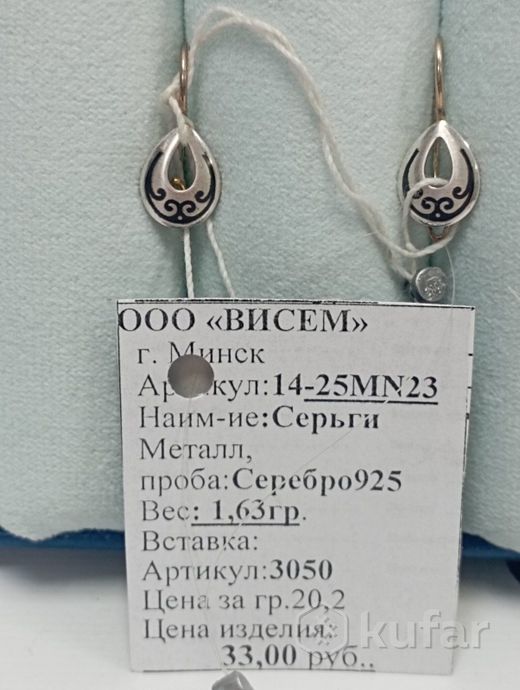 ООО «ВИСЕМ»
г. Минск
Артикул:14-25MN23
Наим-ие:Серьги
Металл,
проба:Серебро925
Вес: 1,63гр.
Вставка:
Артикул:3050
Цена за гр.20,2
Цена изделия:
33,00 руб.,
kufar